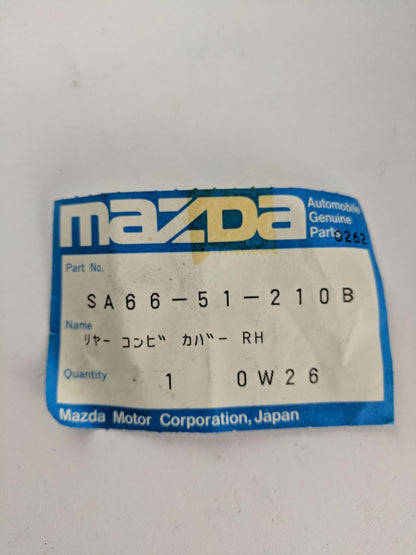 mazda
Automobile
Genuine
Parts
0262
Part No.
SA66-51-210B
Name
ﾘﾔｰ ｺﾝﾋﾞ ｶﾊﾞｰ RH
Quantity
1 0W26
Mazda Motor Corporation, Japan